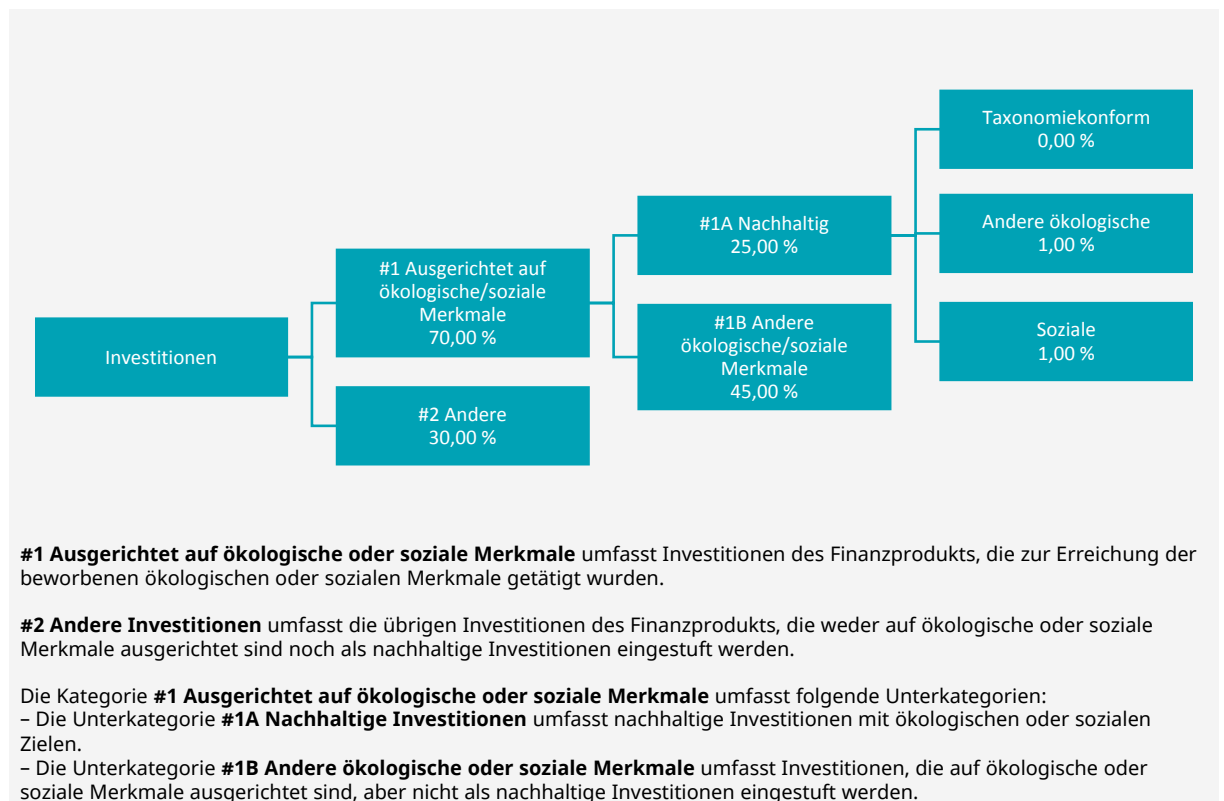 Investitionen
#1 Ausgerichtet auf
ökologische/soziale
Merkmale
70,00 %
#2 Andere
30,00 %
#1A Nachhaltig
25,00 %
#1B Andere
ökologische/soziale
Merkmale
45,00 %
Taxonomiekonform
0,00 %
Andere ökologische
1,00 %
Soziale
1,00 %
#1 Ausgerichtet auf ökologische oder soziale Merkmale umfasst Investitionen des Finanzprodukts, die zur Erreichung der
beworbenen ökologischen oder sozialen Merkmale getätigt wurden.
#2 Andere Investitionen umfasst die übrigen Investitionen des Finanzprodukts, die weder auf ökologische oder soziale
Merkmale ausgerichtet sind noch als nachhaltige Investitionen eingestuft werden.
Die Kategorie #1 Ausgerichtet auf ökologische oder soziale Merkmale umfasst folgende Unterkategorien:
– Die Unterkategorie #1A Nachhaltige Investitionen umfasst nachhaltige Investitionen mit ökologischen oder sozialen
Zielen.
– Die Unterkategorie #1B Andere ökologische oder soziale Merkmale umfasst Investitionen, die auf ökologische oder
soziale Merkmale ausgerichtet sind, aber nicht als nachhaltige Investitionen eingestuft werden.